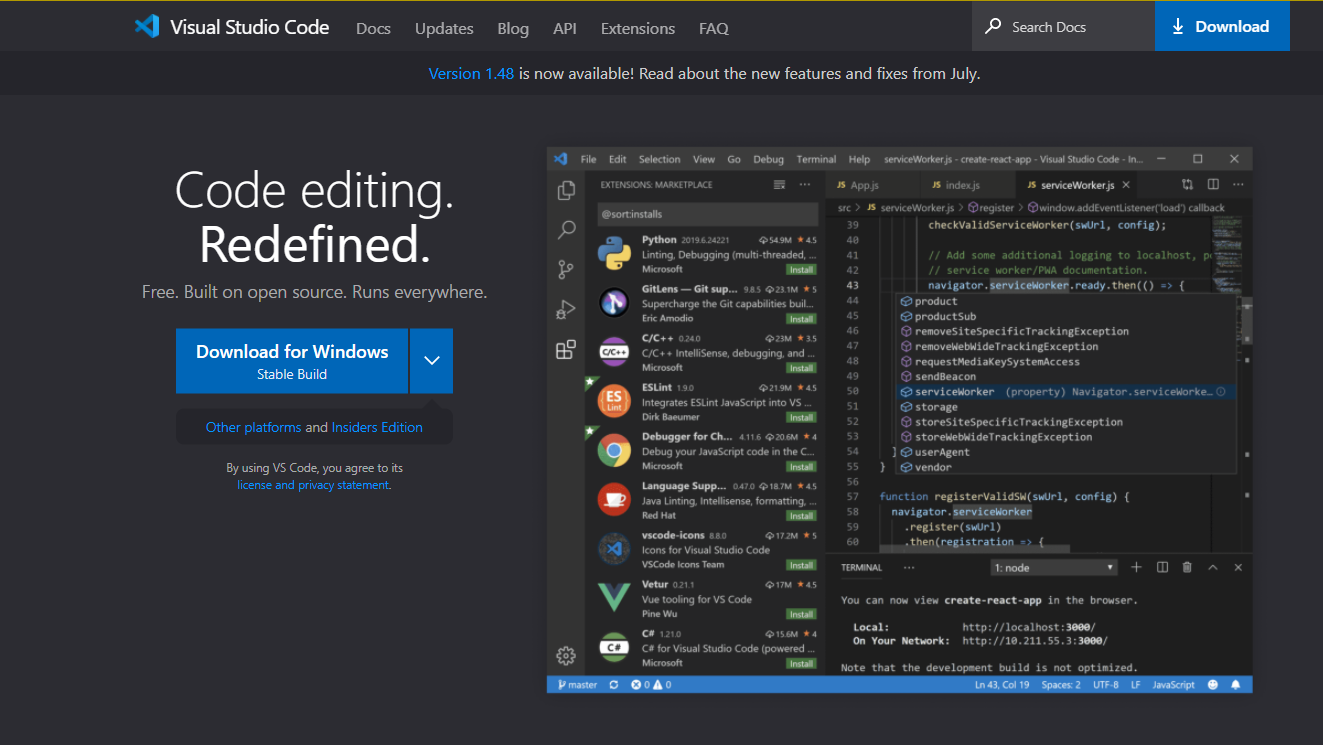 Visual Studio Code Docs Updates Blog API Extensions FAQ Search Docs Download
Version 1.48 is now available! Read about the new features and fixes from July.
Code editing.
Redefined.
Free. Built on open source. Runs everywhere.
Download for Windows
Stable Build
Other platforms and Insiders Edition
By using VS Code, you agree to its
license and privacy statement.
File Edit Selection View Go Debug Terminal Help serviceWorker.js - create-react-app - Visual Studio Code - In...
EXTENSIONS: MARKETPLACE
@sort:installs
Python 2019.6.24221 54.9M 4.5
Linting, Debugging (multi-threaded, ...
Microsoft Install
GitLens — Git sup... 9.8.5 23.1M 5
Supercharge the Git capabilities buil...
Eric Amodio Install
C/C++ 0.24.0 23M 3.5
C/C++ IntelliSense, debugging, and ...
Microsoft Install
ESLint 1.9.0 21.9M 4.5
Integrates ESLint JavaScript into VS ...
Dirk Baeumer Install
Debugger for Ch... 4.11.6 20.6M 4
Debug your JavaScript code in the C...
Microsoft Install
Language Supp... 0.47.0 18.7M 4.5
Java Linting, Intellisense, formatting, ...
Red Hat Install
vscode-icons 8.8.0 17.2M 5
Icons for Visual Studio Code
VSCode Icons Team Install
Vetur 0.21.1 17M 4.5
Vue tooling for VS Code
Pine Wu Install
C# 1.21.0 15.6M 4
C# for Visual Studio Code (powered ...
Microsoft Install
C/C++
ES
Lint
C#
JS App.js JS index.js JS serviceWorker.js
src > JS serviceWorker.js > register > window.addEventListener('load') callback
39 checkValidServiceWorker(swUrl, config);
40
41 // Add some additional logging to localhost, p
42 // service worker/PWA documentation.
43 navigator.serviceWorker.ready.then(() => {
44 product
45 productSub
46 removeSiteSpecificTrackingException
47 removeWebWideTrackingException
48 requestMediaKeySystemAccess
49 sendBeacon
50 serviceWorker (property) Navigator.serviceWorke...
51 storage
52 storeSiteSpecificTrackingException
53 storeWebWideTrackingException
54 ] userAgent
55 } vendor
56
57 function registerValidSW(swUrl, config) {
58 navigator.serviceWorker
59 .register(swUrl)
60 .then(registration => {
TERMINAL ... 1: node
You can now view create-react-app in the browser.
Local: http://localhost:3000/
On Your Network: http://10.211.55.3:3000/
Note that the development build is not optimized.
master 0 0 Ln 43, Col 19 Spaces: 2 UTF-8 LF JavaScript